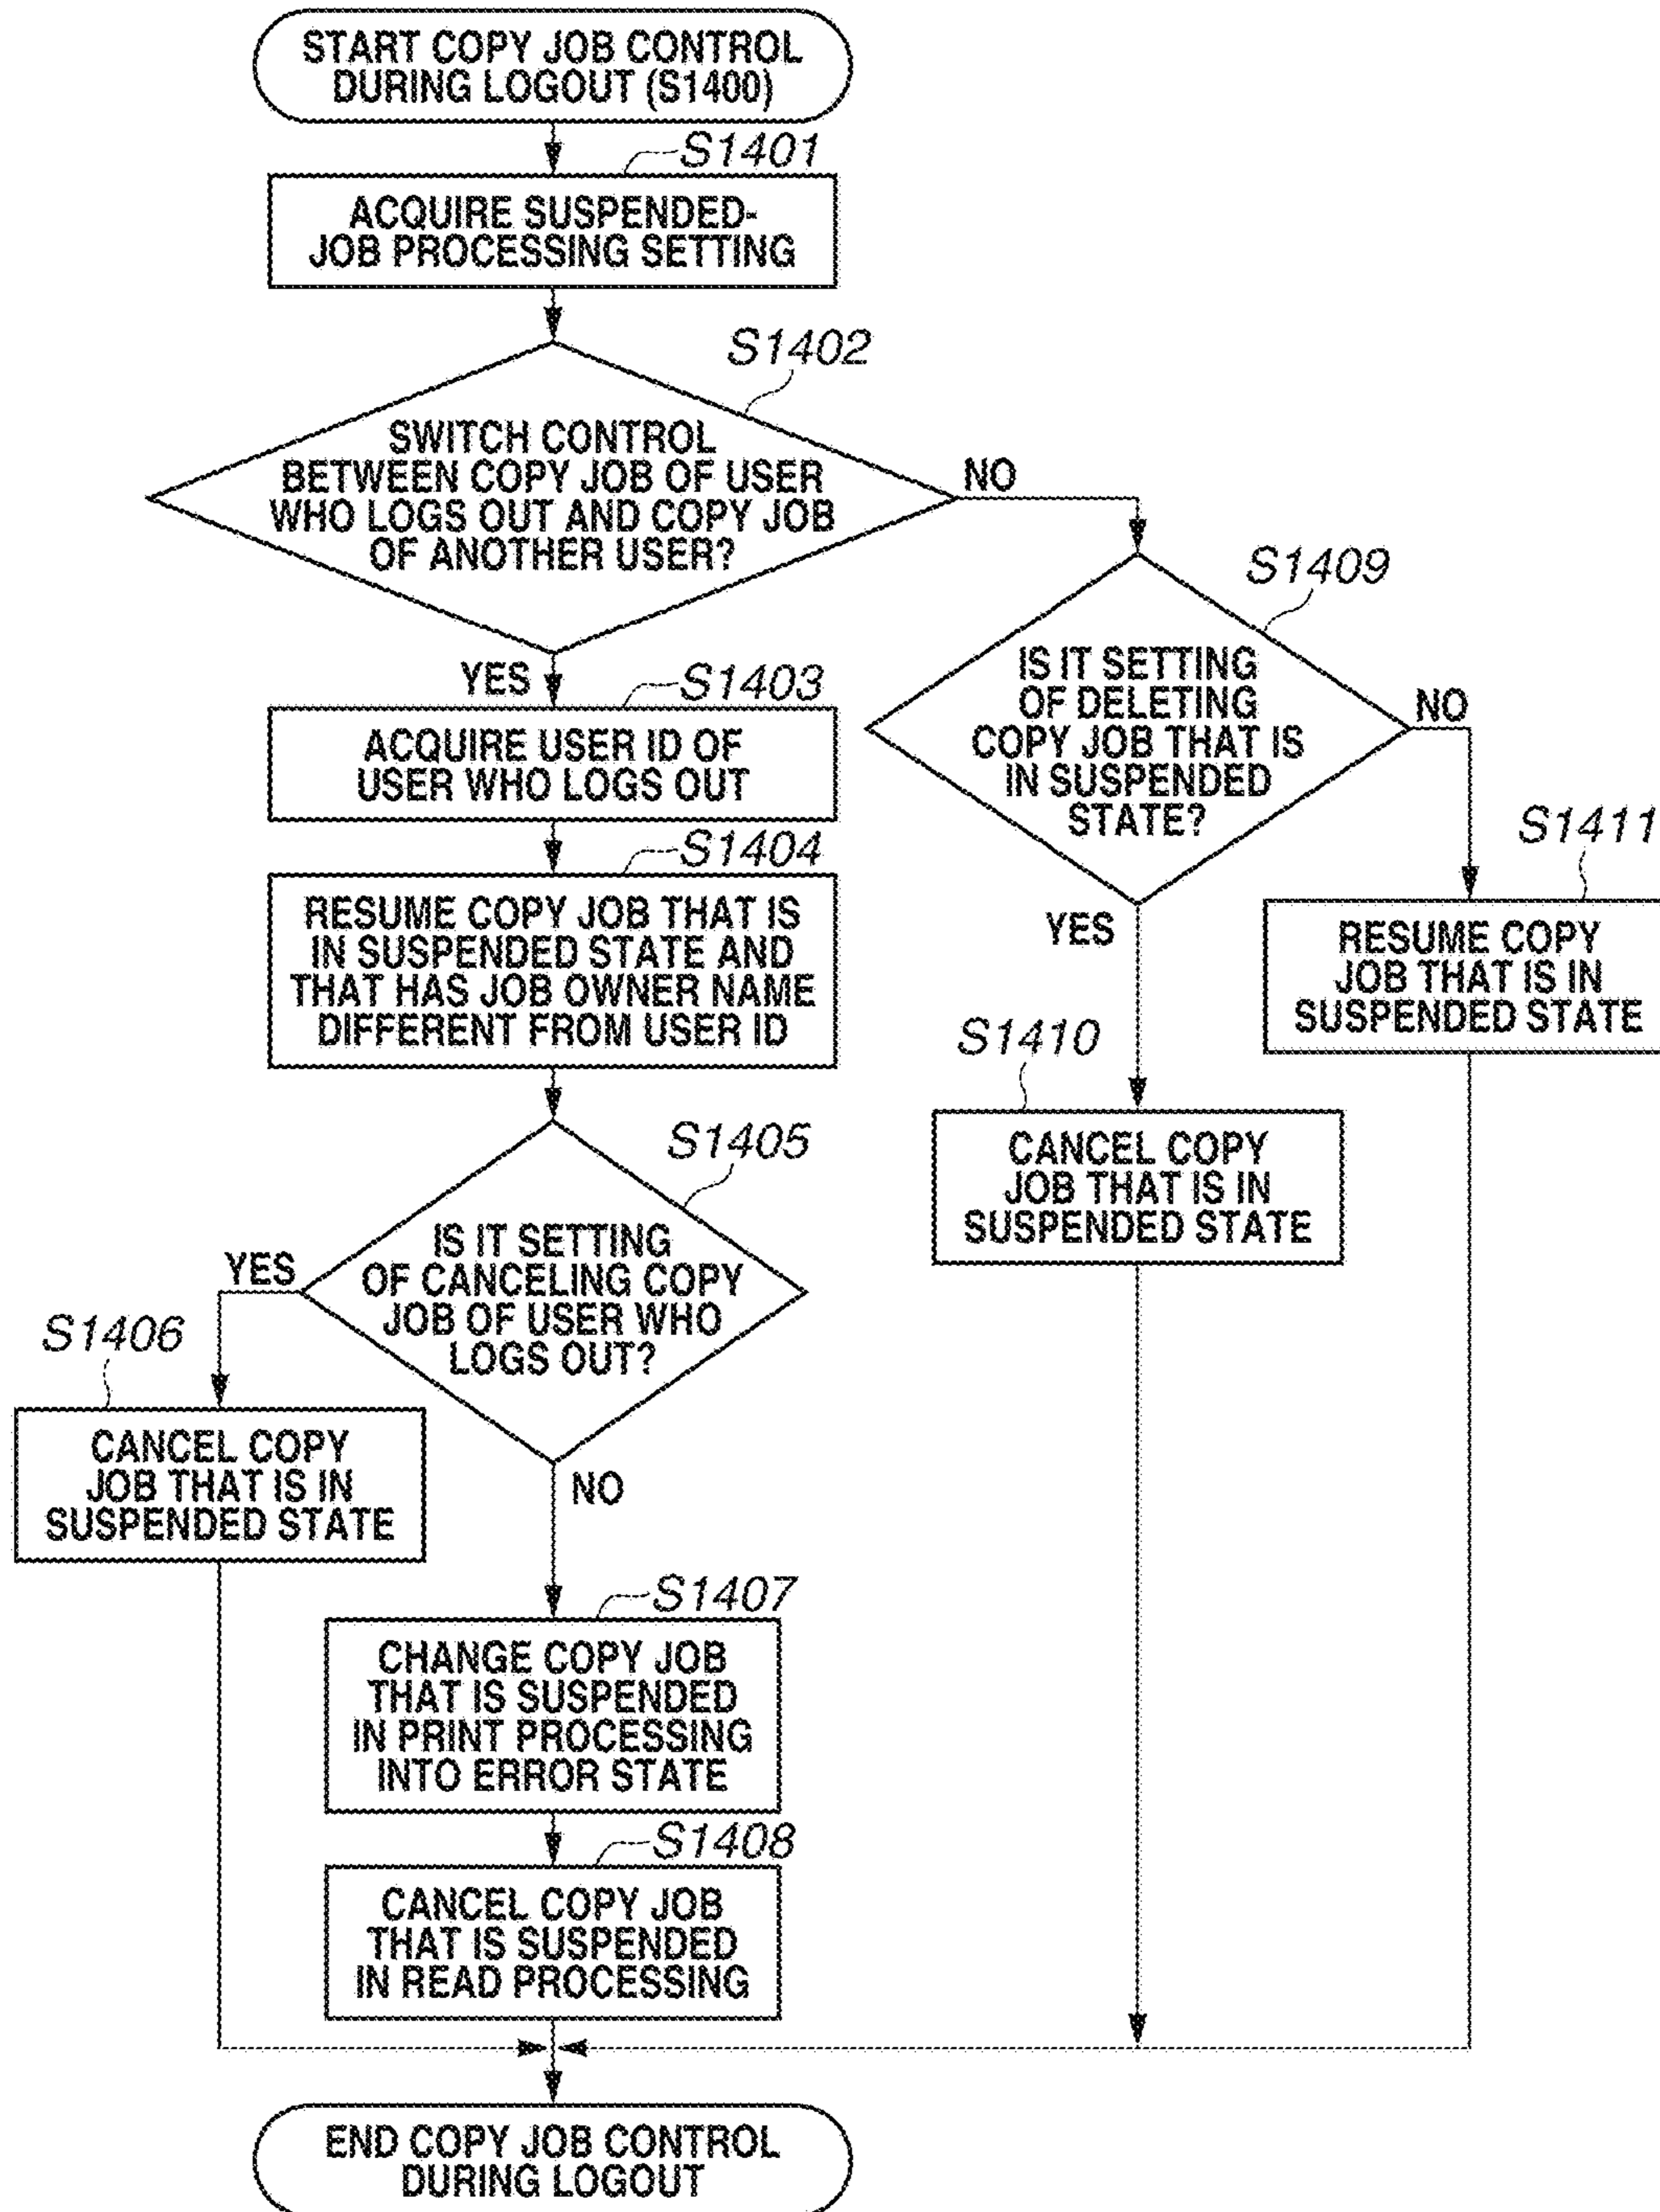 START COPY JOB CONTROL
DURING LOGOUT (S1400)
S1401
ACQUIRE SUSPENDED-
JOB PROCESSING SETTING
S1402
SWITCH CONTROL
BETWEEN COPY JOB OF USER
WHO LOGS OUT AND COPY JOB
OF ANOTHER USER?
NO
YES
S1403
ACQUIRE USER ID OF
USER WHO LOGS OUT
S1404
RESUME COPY JOB THAT IS
IN SUSPENDED STATE AND
THAT HAS JOB OWNER NAME
DIFFERENT FROM USER ID
S1405
IS IT SETTING
OF CANCELING COPY
JOB OF USER WHO
LOGS OUT?
YES
S1406
CANCEL COPY
JOB THAT IS IN
SUSPENDED STATE
NO
S1407
CHANGE COPY JOB
THAT IS SUSPENDED
IN PRINT PROCESSING
INTO ERROR STATE
S1408
CANCEL COPY JOB
THAT IS SUSPENDED
IN READ PROCESSING
S1409
IS IT SETTING
OF DELETING
COPY JOB THAT IS
IN SUSPENDED
STATE?
NO
YES
S1410
CANCEL COPY
JOB THAT IS IN
SUSPENDED STATE
S1411
RESUME COPY
JOB THAT IS IN
SUSPENDED STATE
END COPY JOB CONTROL
DURING LOGOUT